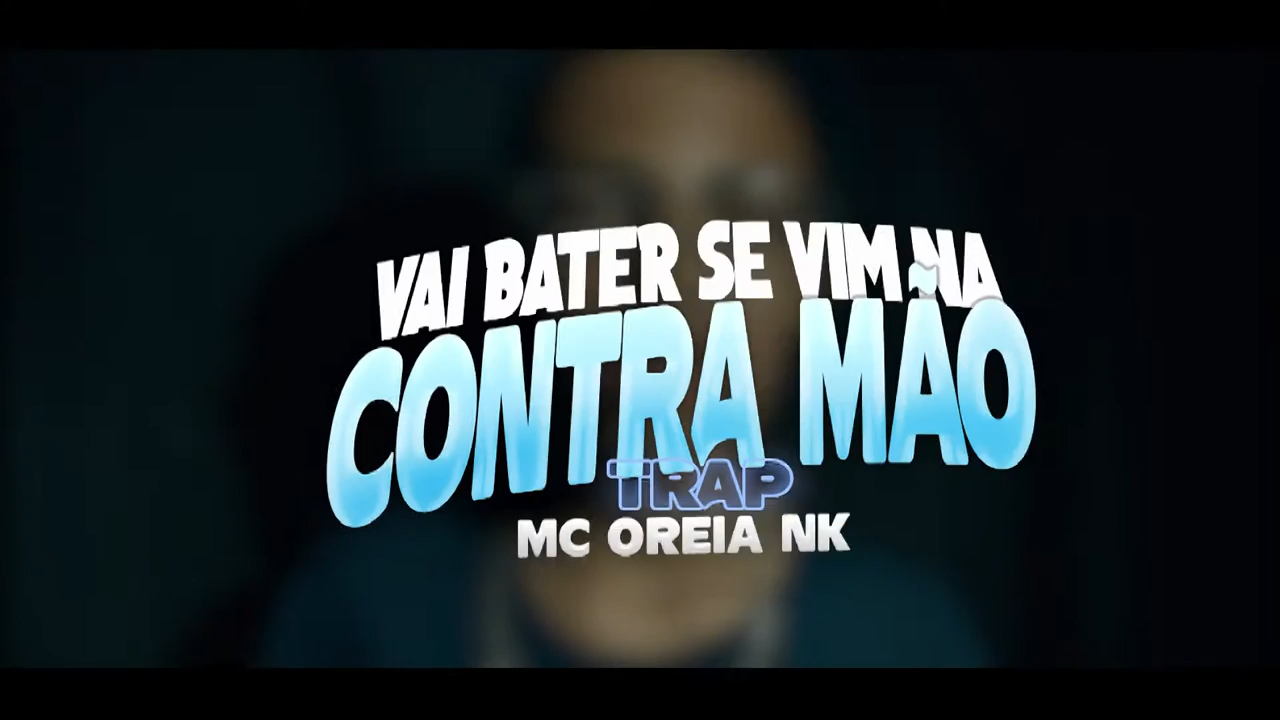 VAI BATER SE VIM NA
CONTRA MÃO
TRAP
MC OREIA NK